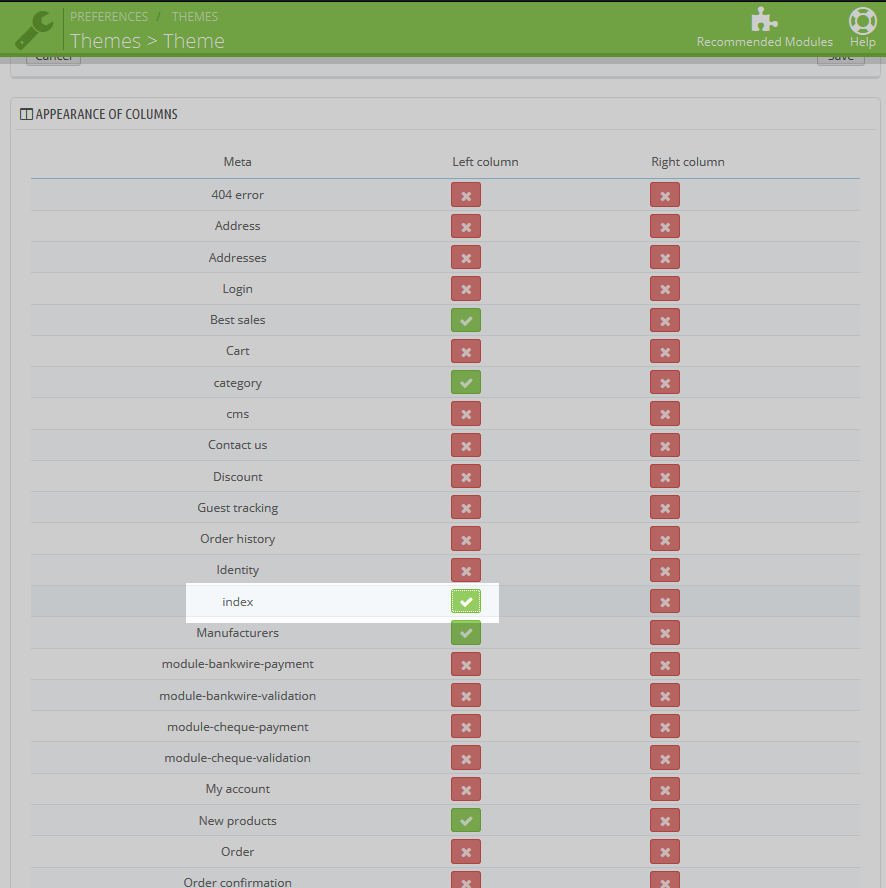 PREFERENCES / THEMES
Themes > Theme
Recommended Modules
Help
Cancel
Save
APPEARANCE OF COLUMNS
Meta Left column Right column
404 error
Address
Addresses
Login
Best sales
Cart
category
cms
Contact us
Discount
Guest tracking
Order history
Identity
index
Manufacturers
module-bankwire-payment
module-bankwire-validation
module-cheque-payment
module-cheque-validation
My account
New products
Order
Order confirmation